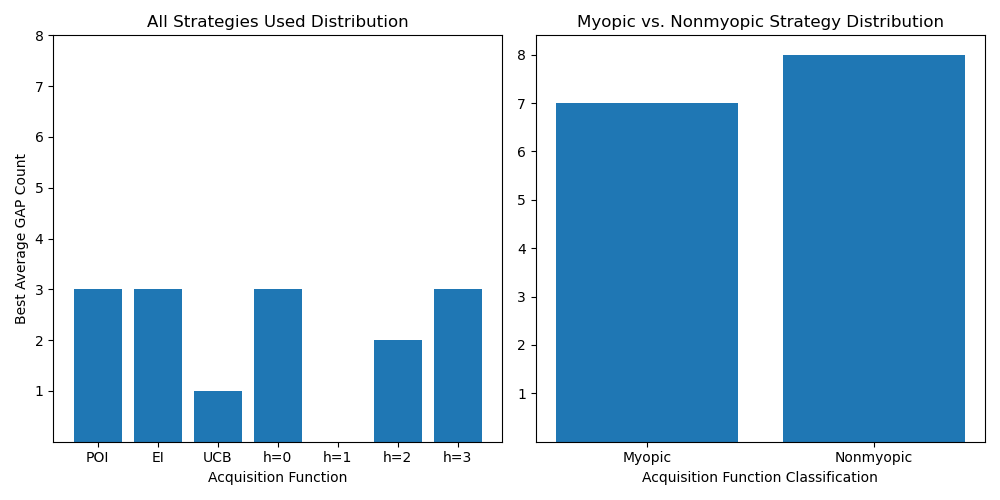 All Strategies Used Distribution
Best Average GAP Count
8
7
6
5
4
3
2
1
POI EI UCB h=0 h=1 h=2 h=3
Acquisition Function
Myopic vs. Nonmyopic Strategy Distribution
8
7
6
5
4
3
2
1
Myopic Nonmyopic
Acquisition Function Classification